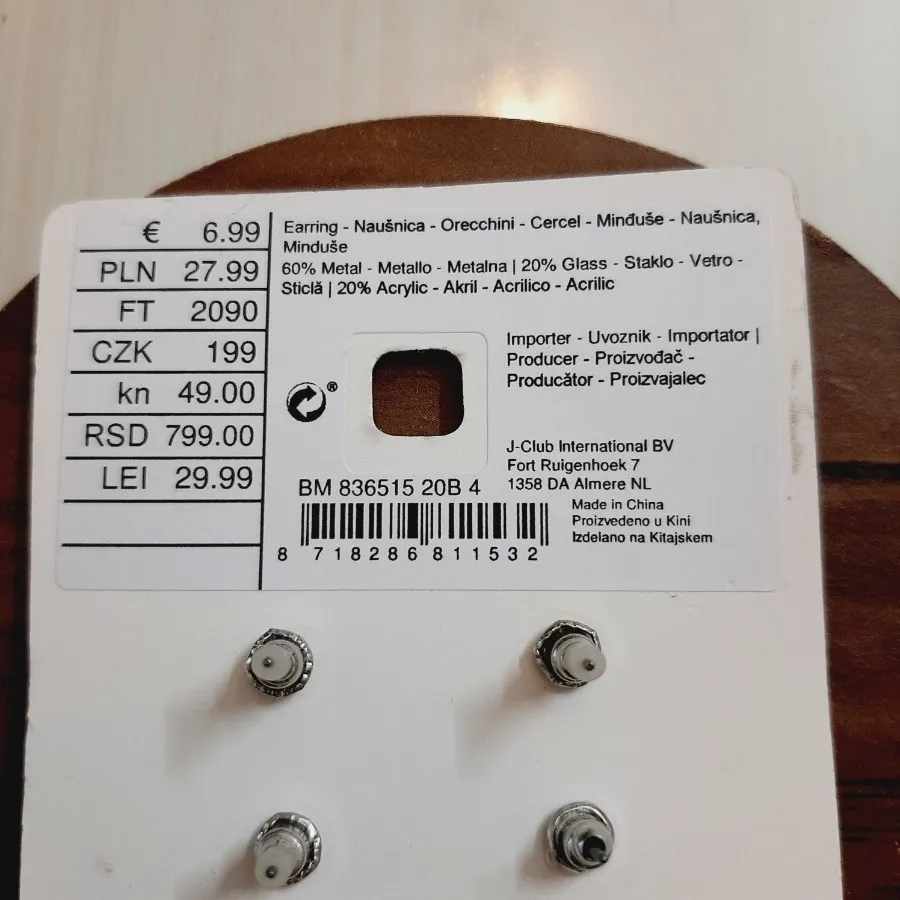 € 6.99
PLN 27.99
FT 2090
CZK 199
kn 49.00
RSD 799.00
LEI 29.99
Earring - Naušnica - Orecchini - Cercel - Minđuše - Naušnica,
Minduše
60% Metal - Metallo - Metalna | 20% Glass - Staklo - Vetro -
Sticlă | 20% Acrylic - Akril - Acrilico - Acrilic
Importer - Uvoznik - Importator |
Producer - Proizvođač -
Producător - Proizvajalec
®
J-Club International BV
Fort Ruigenhoek 7
1358 DA Almere NL
BM 836515 20B 4
8 718286 811532
Made in China
Proizvedeno u Kini
Izdelano na Kitajskem